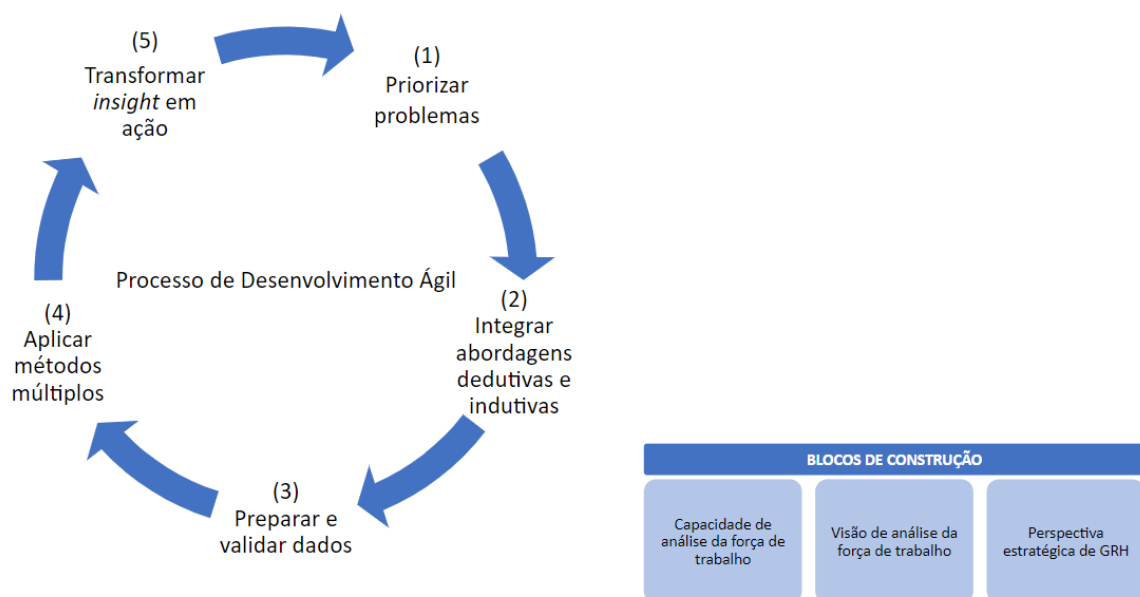 (5)
Transformar
insight em
ação
(1)
Priorizar
problemas
Processo de Desenvolvimento Ágil
(2)
Integrar
abordagens
dedutivas e
indutivas
(4)
Aplicar
métodos
múltiplos
(3)
Preparar e
validar dados
BLOCOS DE CONSTRUÇÃO
Capacidade de
análise da força de
trabalho
Visão de análise da
força de trabalho
Perspectiva
estratégica de GRH